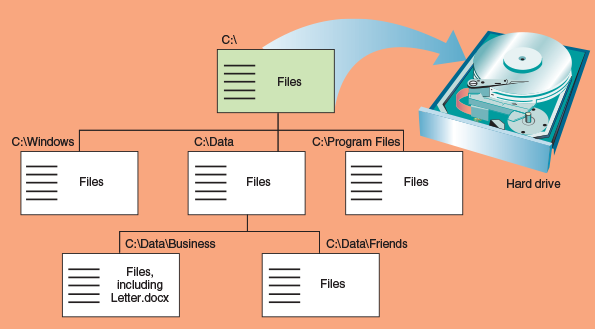 C:\
Files
Hard drive
C:\Windows
C:\Data
C:\Program Files
Files
Files
Files
C:\Data\Business
C:\Data\Friends
Files,
including
Letter.docx
Files